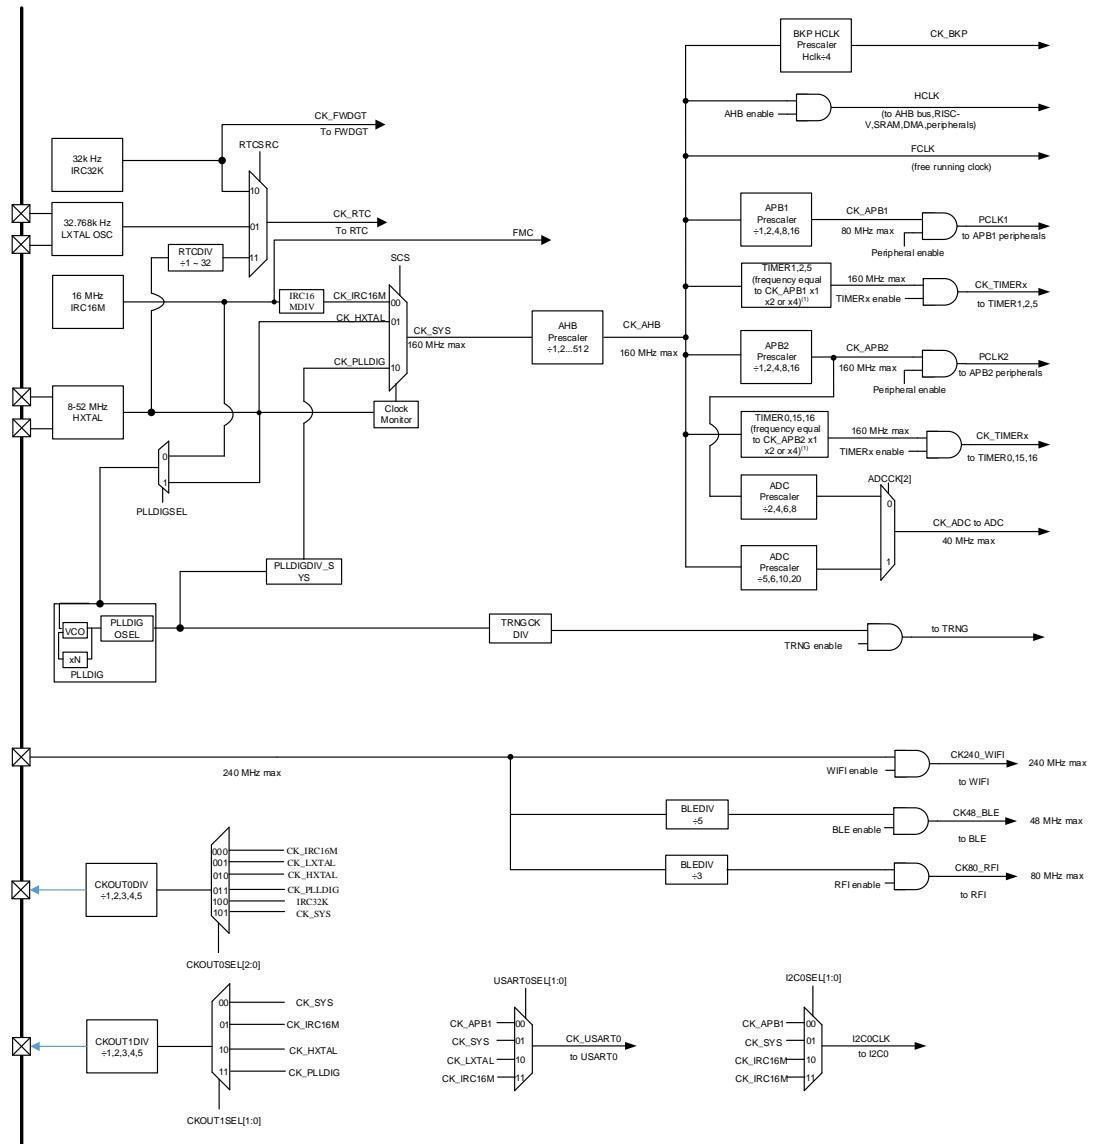 BKP HCLK
Prescaler
Hclk÷4
CK_BKP
AHB enable
HCLK
(to AHB bus,RISC-
V,SRAM,DMA,peripherals)
FCLK
(free running clock)
CK_FWDGT
To FWDGT
32k Hz
IRC32K
RTCSRC
10
01
11
32.768k Hz
LXTAL OSC
CK_RTC
To RTC
RTCDIV
÷1 ~ 32
FMC
16 MHz
IRC16M
IRC16
MDIV
CK_IRC16M
CK_HXTAL
CK_PLLDIG
SCS
00
01
10
CK_SYS
160 MHz max
AHB
Prescaler
÷1,2...512
CK_AHB
160 MHz max
APB1
Prescaler
÷1,2,4,8,16
CK_APB1
80 MHz max
Peripheral enable
PCLK1
to APB1 peripherals
TIMER1,2,5
(frequency equal
to CK_APB1 x1
x2 or x4)(1)
160 MHz max
TIMERx enable
CK_TIMERx
to TIMER1,2,5
APB2
Prescaler
÷1,2,4,8,16
CK_APB2
160 MHz max
Peripheral enable
PCLK2
to APB2 peripherals
8-52 MHz
HXTAL
Clock
Monitor
TIMER0,15,16
(frequency equal
to CK_APB2 x1
x2 or x4)(1)
160 MHz max
TIMERx enable
CK_TIMERx
to TIMER0,15,16
0
1
PLLDIGSEL
ADC
Prescaler
÷2,4,6,8
ADCCK[2]
0
1
CK_ADC to ADC
40 MHz max
ADC
Prescaler
÷5,6,10,20
PLLDIGDIV_S
YS
VCO
xN
PLLDIG
OSEL
PLLDIG
TRNGCK
DIV
TRNG enable
to TRNG
240 MHz max
WIFI enable
CK240_WIFI
to WIFI
240 MHz max
BLEDIV
÷5
BLE enable
CK48_BLE
to BLE
48 MHz max
BLEDIV
÷3
RFI enable
CK80_RFI
to RFI
80 MHz max
CKOUT0DIV
÷1,2,3,4,5
000
001
010
011
100
101
CK_IRC16M
CK_LXTAL
CK_HXTAL
CK_PLLDIG
IRC32K
CK_SYS
CKOUT0SEL[2:0]
CKOUT1DIV
÷1,2,3,4,5
00
01
10
11
CK_SYS
CK_IRC16M
CK_HXTAL
CK_PLLDIG
CKOUT1SEL[1:0]
USART0SEL[1:0]
CK_APB1
CK_SYS
CK_LXTAL
CK_IRC16M
00
01
10
11
CK_USART0
to USART0
I2C0SEL[1:0]
CK_APB1
CK_SYS
CK_IRC16M
CK_IRC16M
00
01
10
11
I2C0CLK
to I2C0